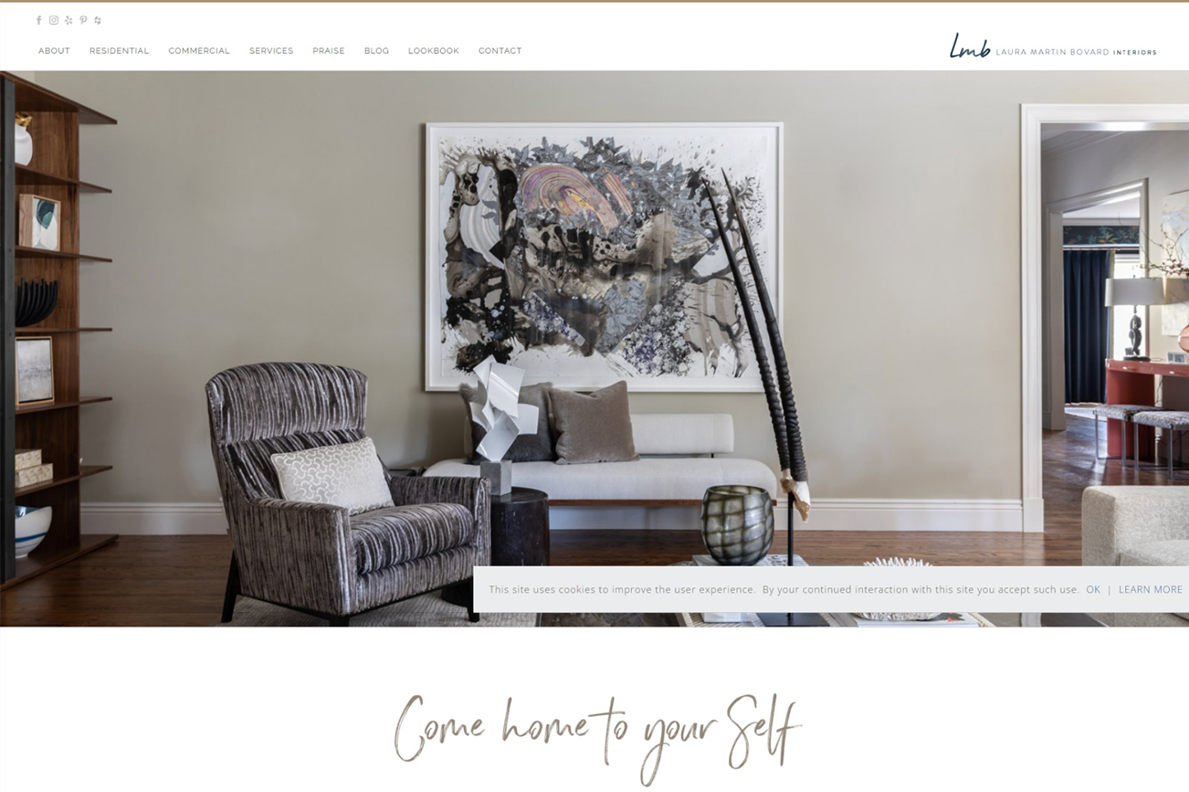 ABOUT RESIDENTIAL COMMERCIAL SERVICES PRAISE BLOG LOOKBOOK CONTACT
Lmb LAURA MARTIN BOVARD INTERIORS
This site uses cookies to improve the user experience. By your continued interaction with this site you accept such use. OK | LEARN MORE
Come home to your Self